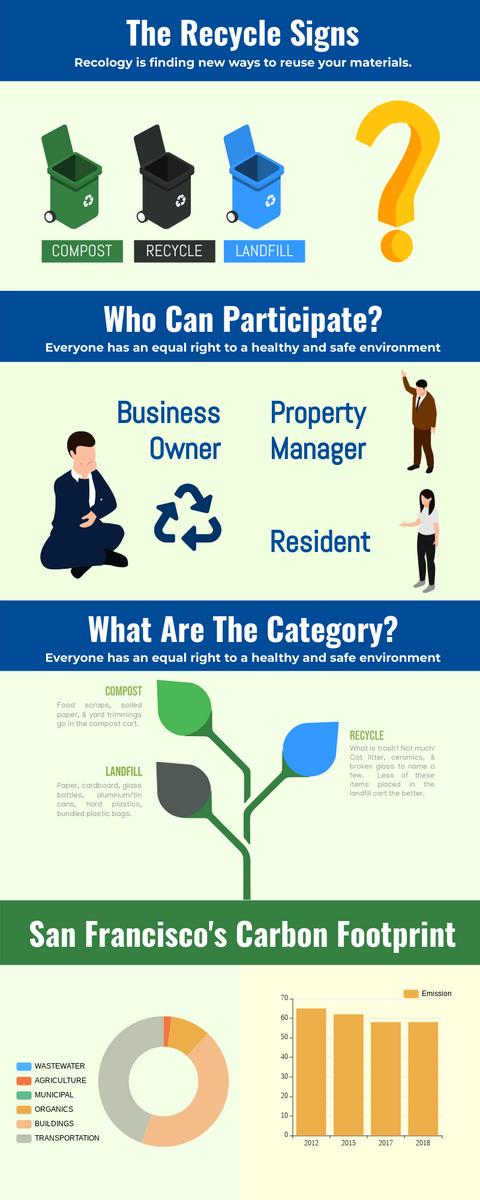 The Recycle Signs
Recology is finding new ways to reuse your materials.
COMPOST
RECYCLE
LANDFILL
Who Can Participate?
Everyone has an equal right to a healthy and safe environment
Business
Owner
Property
Manager
Resident
What Are The Category?
Everyone has an equal right to a healthy and safe environment
COMPOST
Food scraps, soiled
paper, & yard trimmings
go in the compost cart.
RECYCLE
What is trash? Not much!
Cat litter, ceramics, &
broken glass to name a
few. Less of these
items placed in the
landfill cart the better.
LANDFILL
Paper, cardboard, glass
bottles, aluminum/tin
cans, hard plastics,
bundled plastic bags.
San Francisco's Carbon Footprint
WASTEWATER
AGRICULTURE
MUNICIPAL
ORGANICS
BUILDINGS
TRANSPORTATION
Emission
70
60
50
40
30
20
10
0
2012
2015
2017
2018